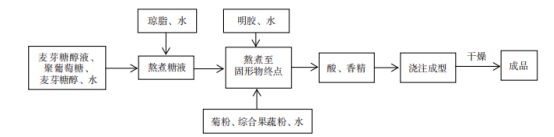 琼脂、水
明胶、水
麦芽糖醇液、
聚葡萄糖、
麦芽糖醇、水
熬煮糖液
熬煮至
固形物终点
酸、香精
浇注成型
干燥
成品
菊粉、综合果蔬粉、水